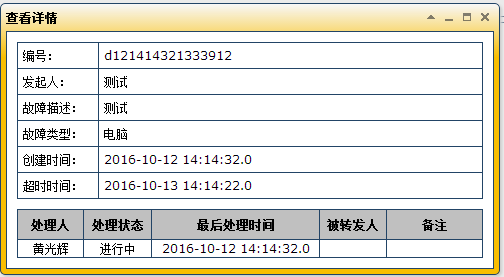 查看详情
编号： d121414321333912
发起人： 测试
故障描述： 测试
故障类型： 电脑
创建时间： 2016-10-12 14:14:32.0
超时时间： 2016-10-13 14:14:22.0
处理人 处理状态 最后处理时间 被转发人 备注
黄光辉 进行中 2016-10-12 14:14:32.0